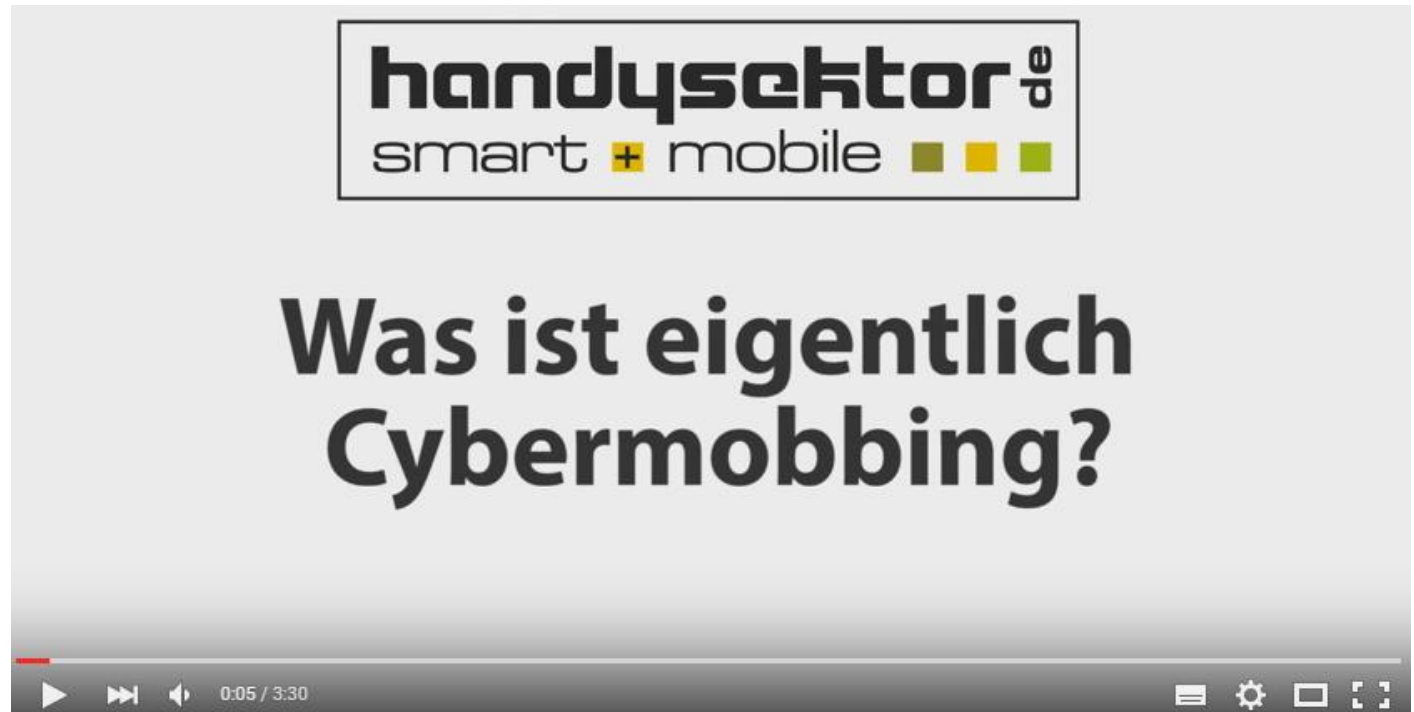 handysektor.de
smart + mobile
Was ist eigentlich
Cybermobbing?
0:05 / 3:30